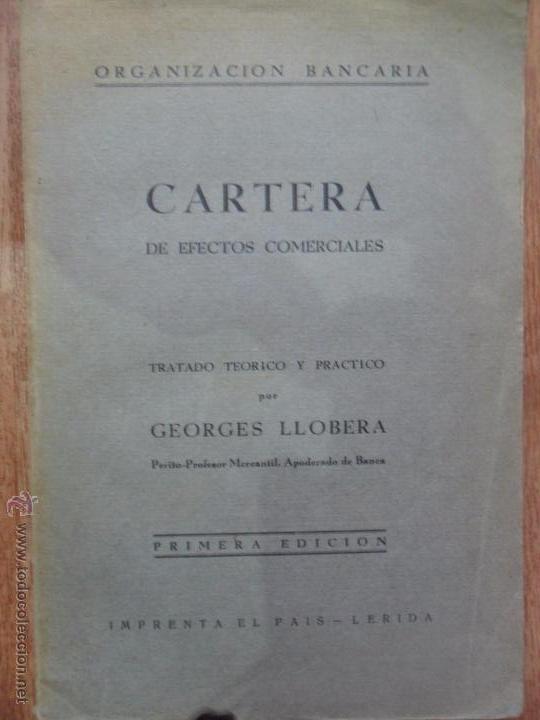 ORGANIZACION BANCARIA
CARTERA
DE EFECTOS COMERCIALES
TRATADO TEORICO Y PRACTICO
por
GEORGES LLOBERA
Perito-Profesor Mercantil, Apoderado de Banca
PRIMERA EDICION
IMPRENTA EL PAIS - LERIDA
© www.todocoleccion.net